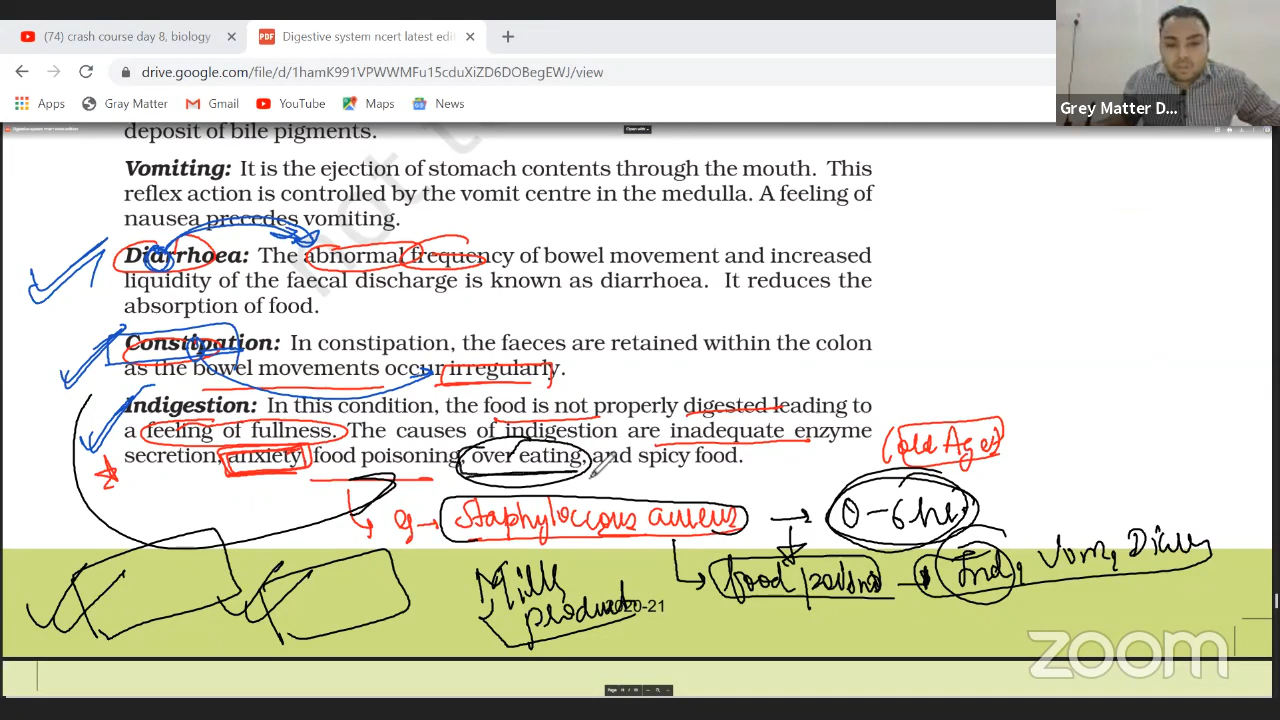 (74) crash course day 8, biology
Digestive system ncert latest edi
drive.google.com/file/d/1hamK991VPWWMFu15cduXiZD6DOBegEWJ/view
Apps Gray Matter Gmail YouTube Maps News
Grey Matter D...
Open with
deposit of bile pigments.
Vomiting: It is the ejection of stomach contents through the mouth. This
reflex action is controlled by the vomit centre in the medulla. A feeling of
nausea precedes vomiting.
Diarrhoea: The abnormal frequency of bowel movement and increased
liquidity of the faecal discharge is known as diarrhoea. It reduces the
absorption of food.
Constipation: In constipation, the faeces are retained within the colon
as the bowel movements occur irregularly.
Indigestion: In this condition, the food is not properly digested leading to
a feeling of fullness. The causes of indigestion are inadequate enzyme
secretion, anxiety, food poisoning, over eating, and spicy food.
(old Ages)
eg → Staphyloccous aureus → 0-6 hr
food poisono → Ind,
Milk
product
2020-21
not t
Page
zoom